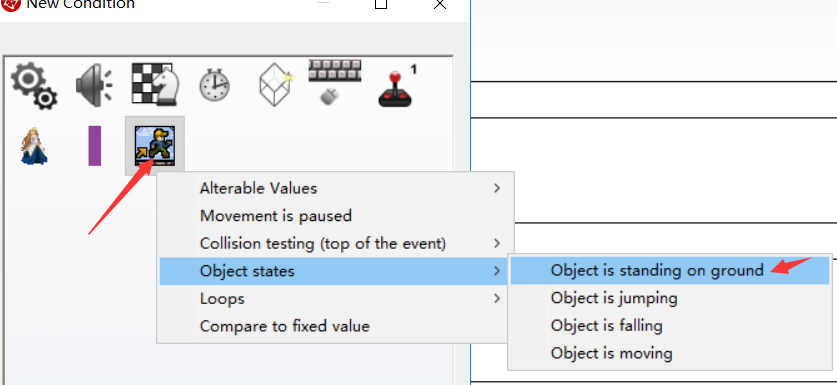 New Condition
1
Alterable Values
Movement is paused
Collision testing (top of the event)
Object states
Loops
Compare to fixed value
Object is standing on ground
Object is jumping
Object is falling
Object is moving